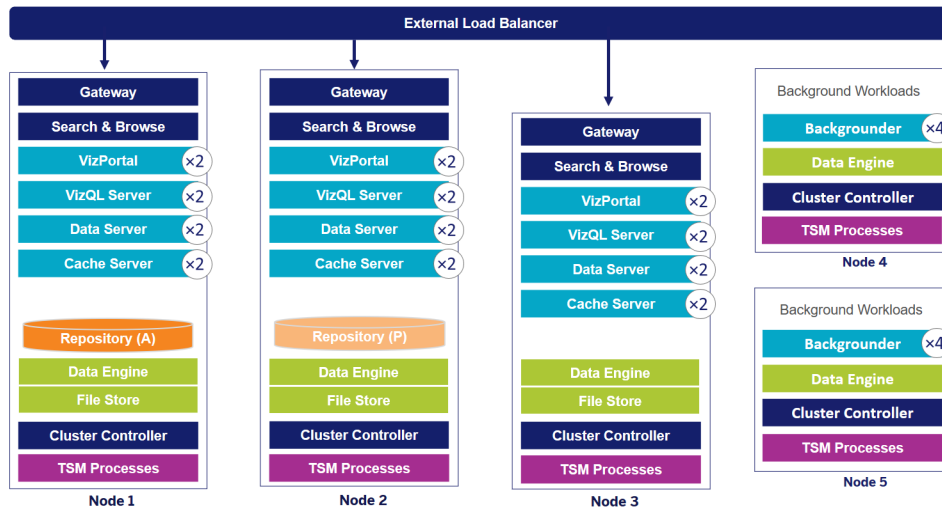 External Load Balancer
Gateway
Search & Browse
VizPortal ×2
VizQL Server ×2
Data Server ×2
Cache Server ×2
Repository (A)
Data Engine
File Store
Cluster Controller
TSM Processes
Node 1
Gateway
Search & Browse
VizPortal ×2
VizQL Server ×2
Data Server ×2
Cache Server ×2
Repository (P)
Data Engine
File Store
Cluster Controller
TSM Processes
Node 2
Gateway
Search & Browse
VizPortal ×2
VizQL Server ×2
Data Server ×2
Cache Server ×2
Data Engine
File Store
Cluster Controller
TSM Processes
Node 3
Background Workloads
Backgrounder ×4
Data Engine
Cluster Controller
TSM Processes
Node 4
Background Workloads
Backgrounder ×4
Data Engine
Cluster Controller
TSM Processes
Node 5